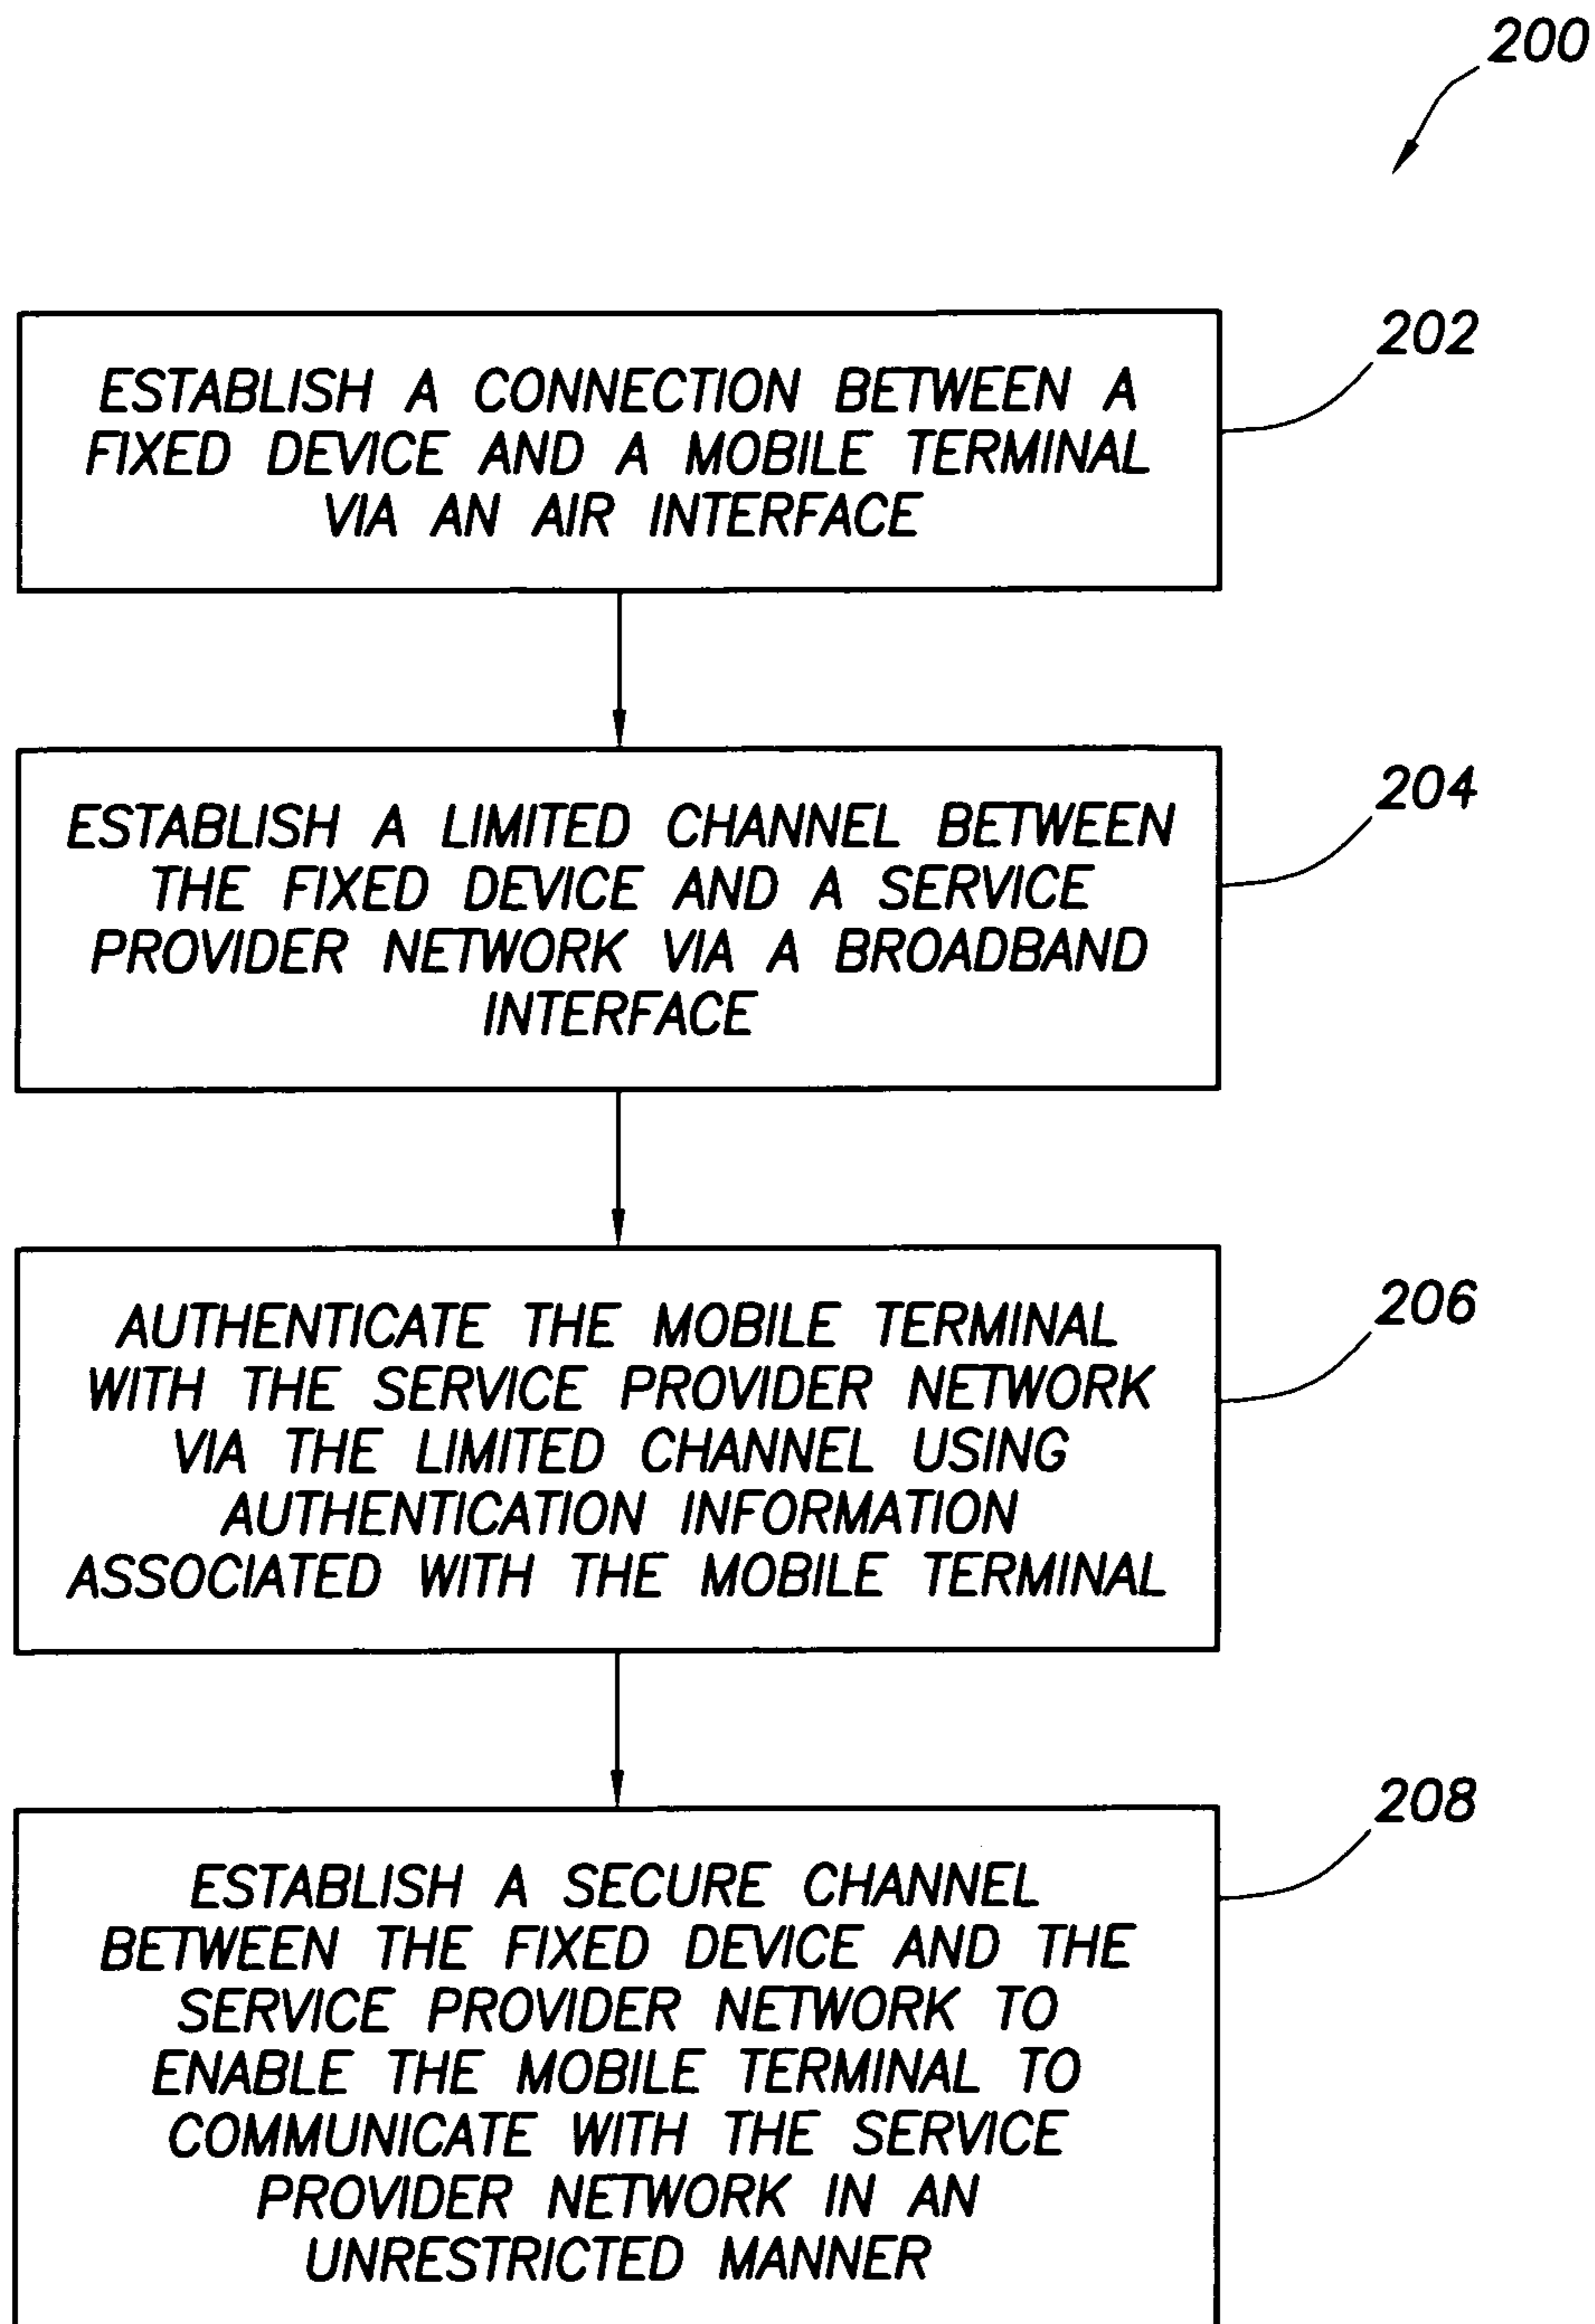 200
202
ESTABLISH A CONNECTION BETWEEN A
FIXED DEVICE AND A MOBILE TERMINAL
VIA AN AIR INTERFACE
204
ESTABLISH A LIMITED CHANNEL BETWEEN
THE FIXED DEVICE AND A SERVICE
PROVIDER NETWORK VIA A BROADBAND
INTERFACE
206
AUTHENTICATE THE MOBILE TERMINAL
WITH THE SERVICE PROVIDER NETWORK
VIA THE LIMITED CHANNEL USING
AUTHENTICATION INFORMATION
ASSOCIATED WITH THE MOBILE TERMINAL
208
ESTABLISH A SECURE CHANNEL
BETWEEN THE FIXED DEVICE AND THE
SERVICE PROVIDER NETWORK TO
ENABLE THE MOBILE TERMINAL TO
COMMUNICATE WITH THE SERVICE
PROVIDER NETWORK IN AN
UNRESTRICTED MANNER